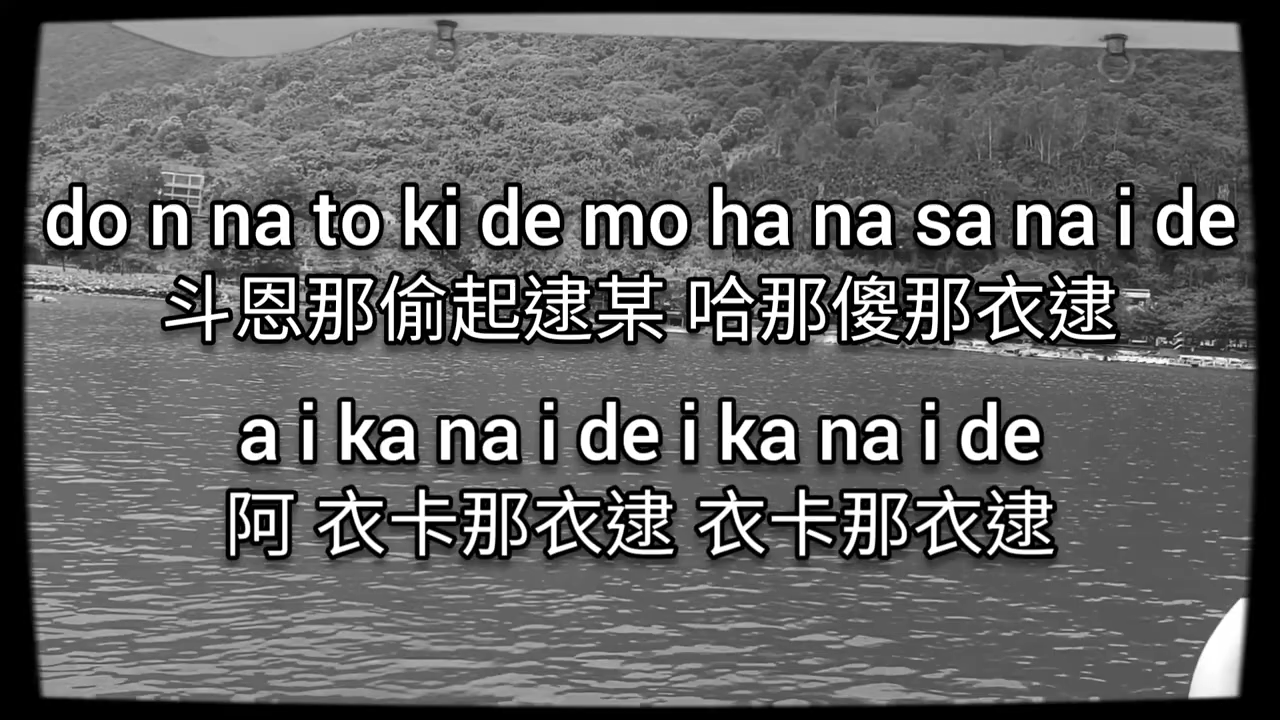 do n na to ki de mo ha na sa na i de
斗恩那偷起逮某 哈那傻那衣逮
a i ka na i de i ka na i de
阿 衣卡那衣逮 衣卡那衣逮